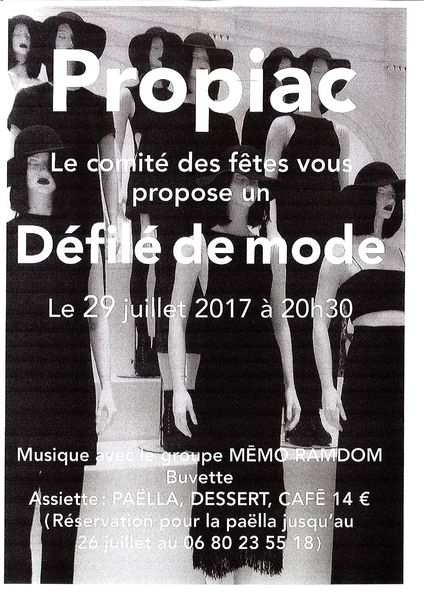 Propiac
Le comité des fêtes vous
propose un
Défilé de mode
Le 29 juillet 2017 à 20h30
Musique avec le groupe MĒMO RAMDOM
Buvette
Assiette : PAËLLA, DESSERT, CAFĒ 14 €
(Réservation pour la paëlla jusqu'au
26 juillet au 06 80 23 55 18)